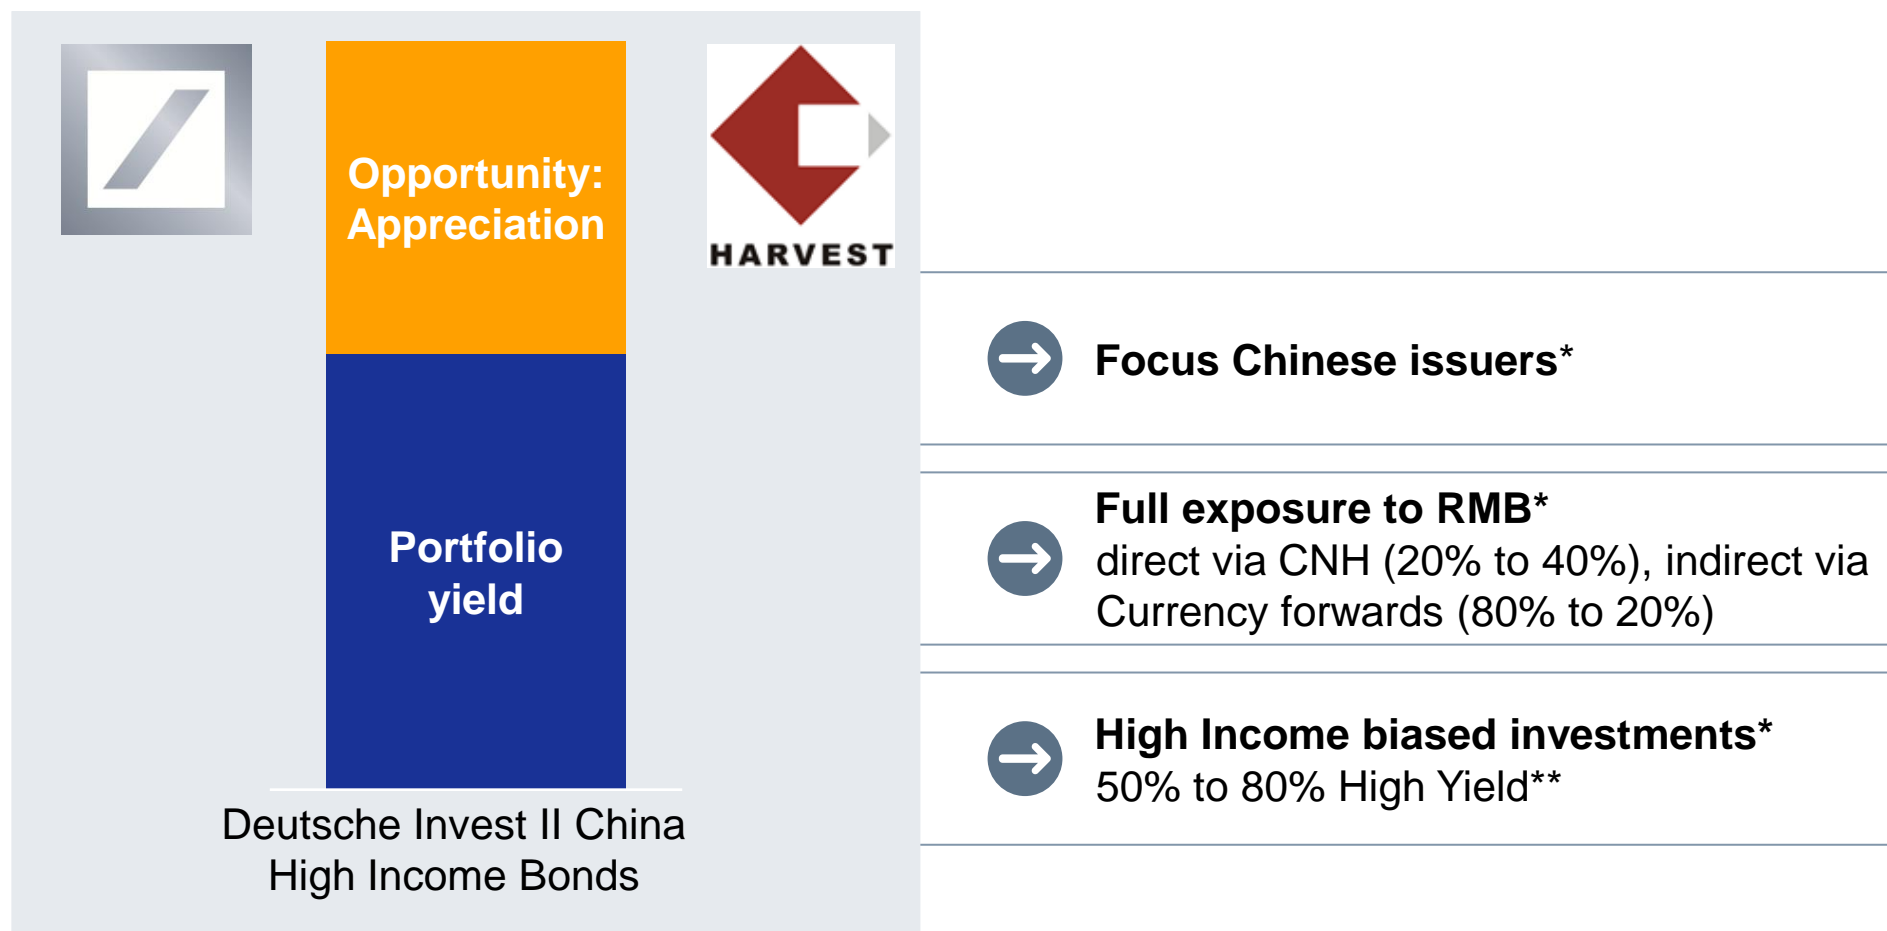 Opportunity:
Appreciation
HARVEST
Portfolio
yield
Deutsche Invest II China
High Income Bonds
Focus Chinese issuers*
Full exposure to RMB*
direct via CNH (20% to 40%), indirect via
Currency forwards (80% to 20%)
High Income biased investments*
50% to 80% High Yield**